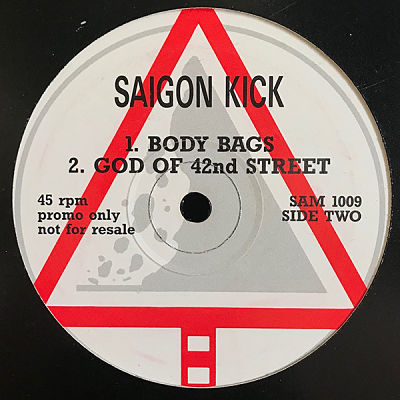 SAIGON KICK
1. BODY BAGS
2. GOD OF 42nd STREET
45 rpm
promo only
not for resale
SAM 1009
SIDE TWO